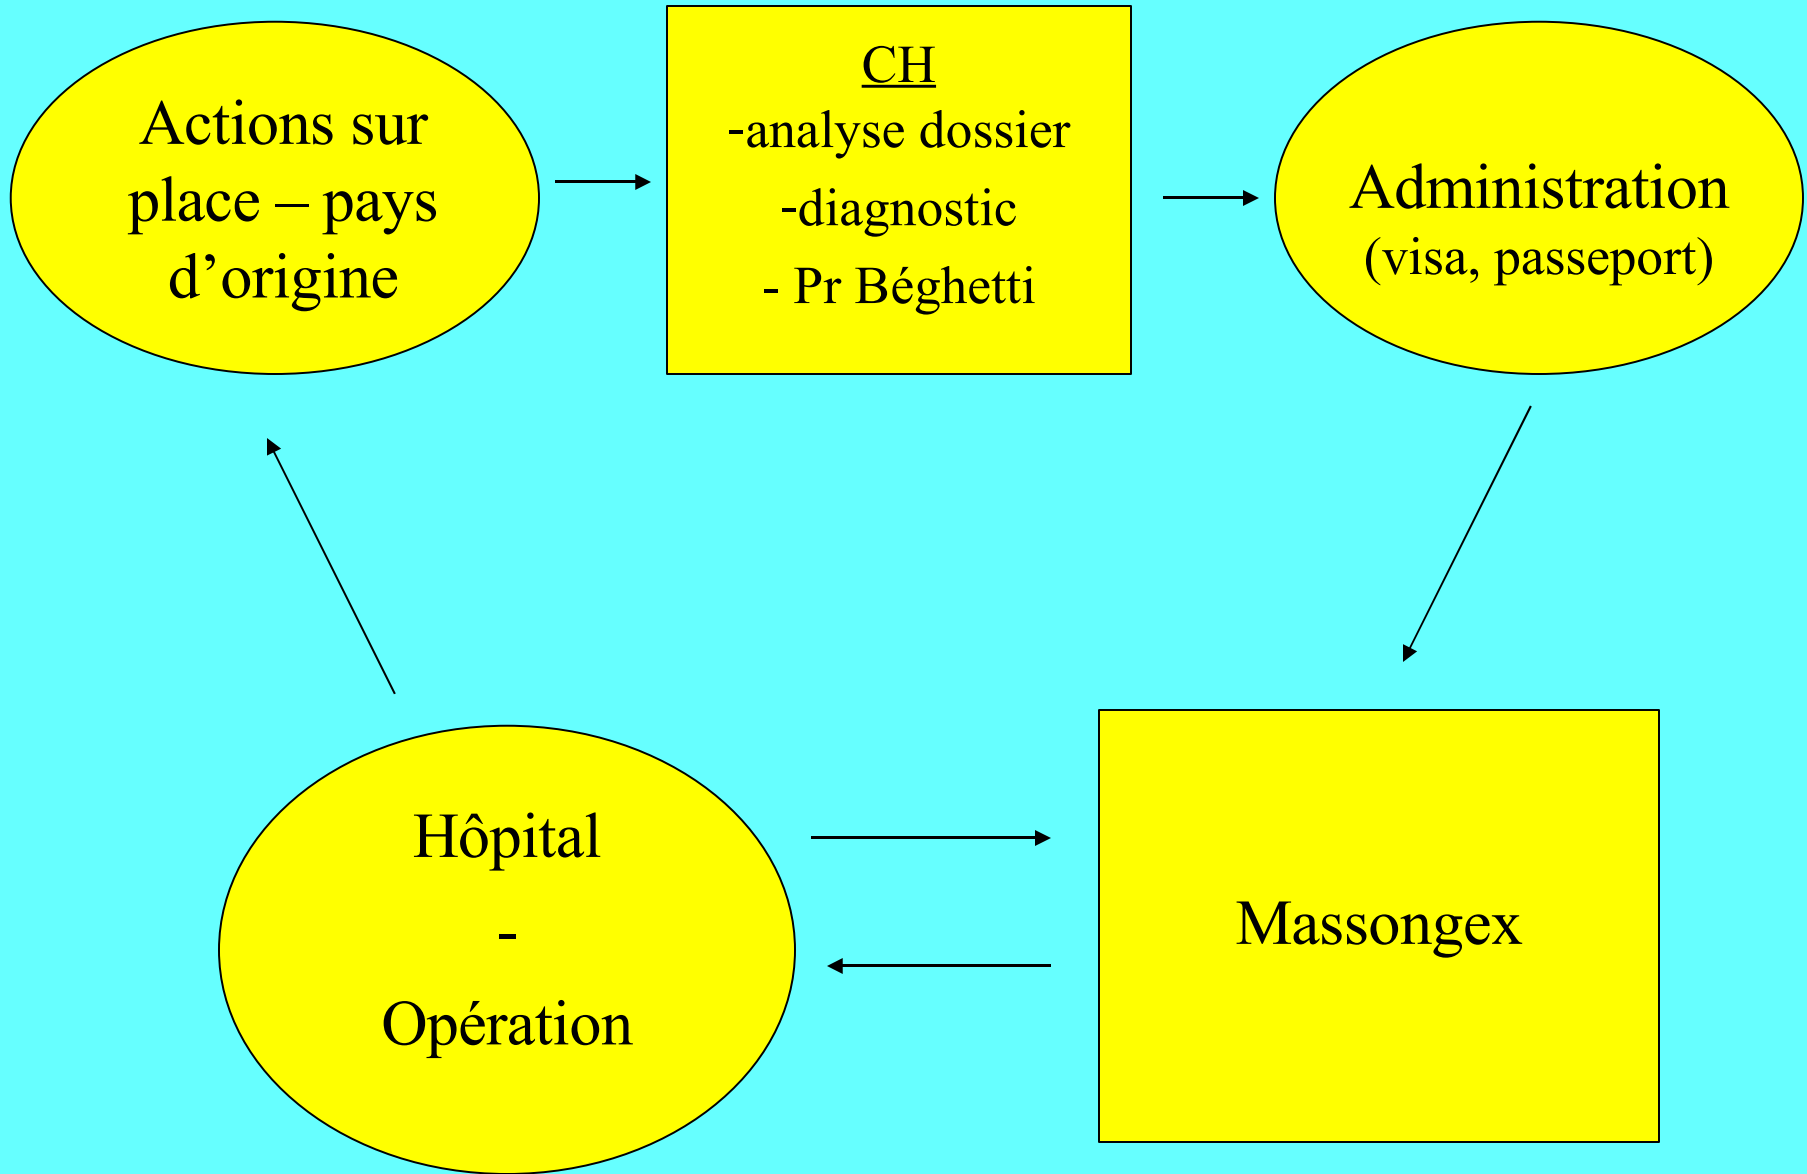 Actions sur
place – pays
d’origine
CH
-analyse dossier
-diagnostic
- Pr Béghetti
Administration
(visa, passeport)
Hôpital
-
Opération
Massongex